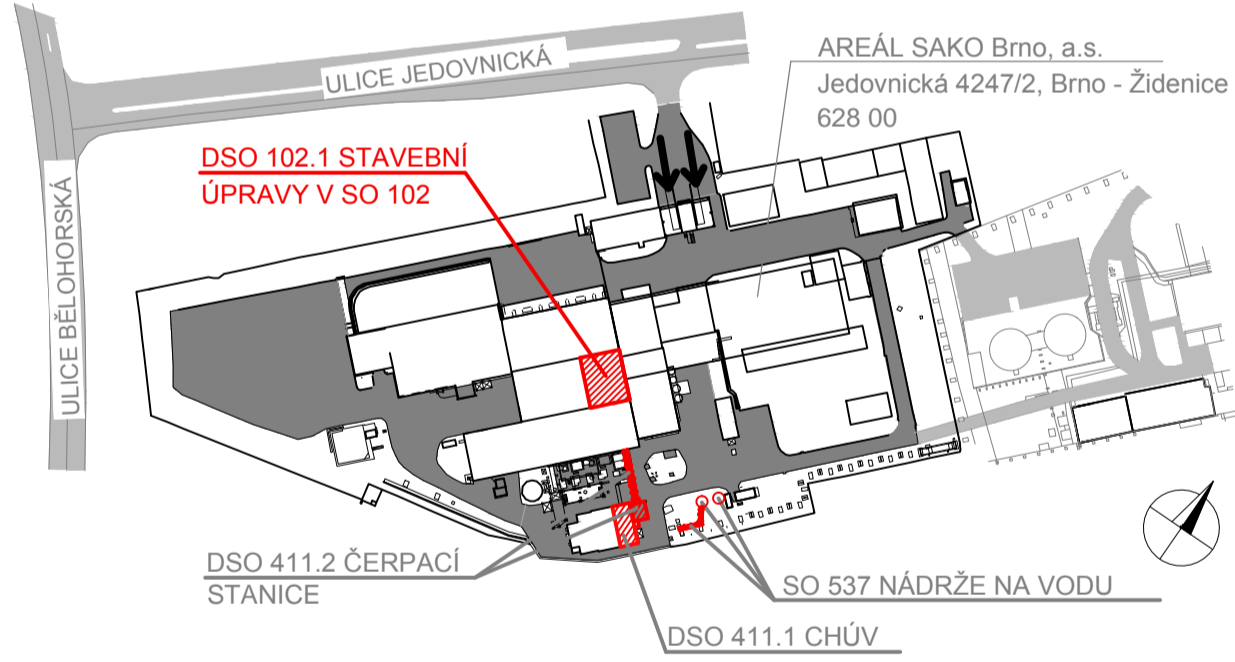 ULICE JEDOVNICKÁ
AREÁL SAKO Brno, a.s.
Jedovnická 4247/2, Brno - Židenice
628 00
DSO 102.1 STAVEBNÍ
ÚPRAVY V SO 102
ULICE BĚLOHORSKÁ
DSO 411.2 ČERPACÍ
STANICE
SO 537 NÁDRŽE NA VODU
DSO 411.1 CHÚV